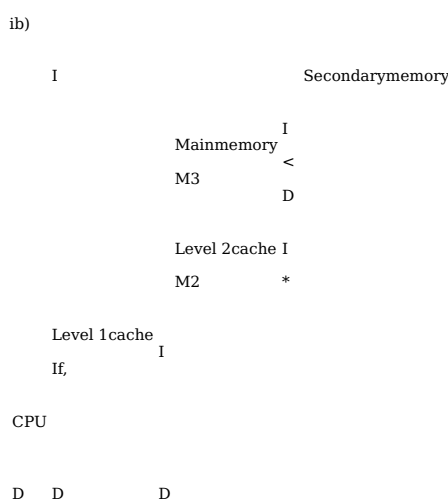 ib)
I Secondarymemory
I
Mainmemory
<
M3
D
Level 2cache I
M2 *
Level 1cache
I
If,
CPU
D D D